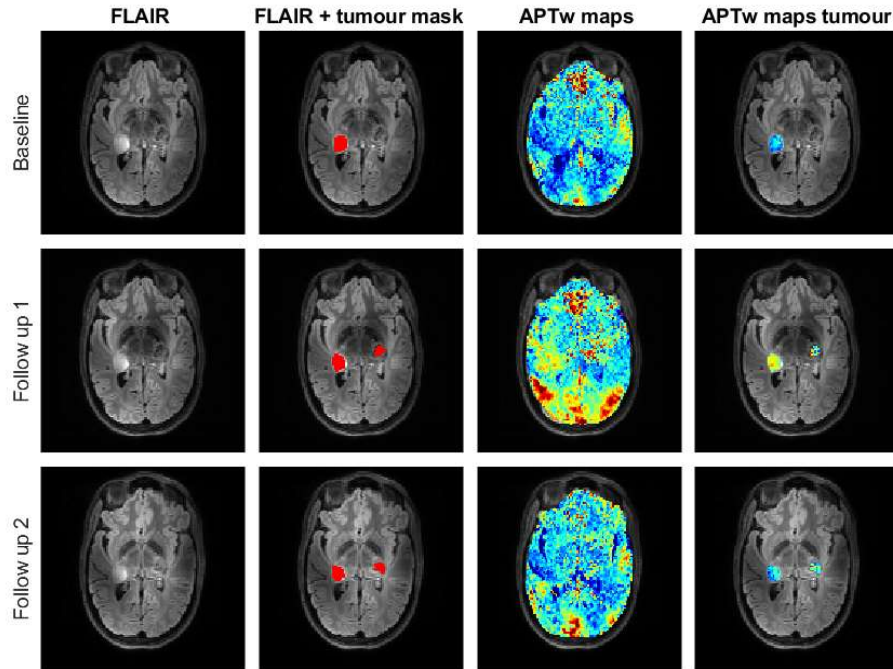 FLAIR
FLAIR + tumour mask
APTw maps
APTw maps tumour
Baseline
Follow up 1
Follow up 2